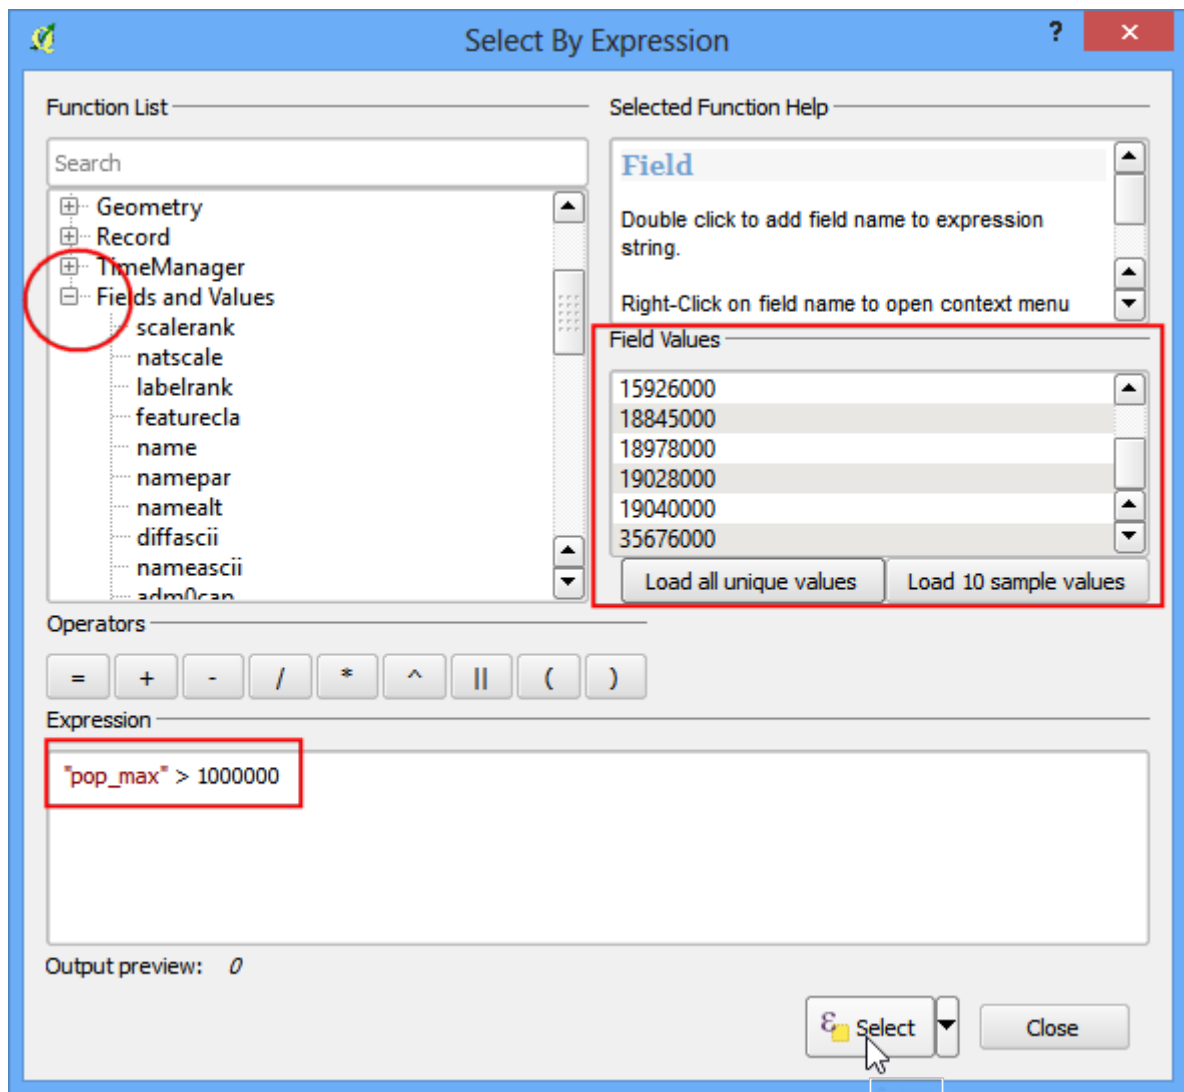 Select By Expression
?
Function List
Search
Geometry
Record
TimeManager
Fields and Values
scalerank
natscale
labelrank
featurecla
name
namepar
namealt
diffascii
nameascii
adm0cap
Selected Function Help
Field
Double click to add field name to expression
string.
Right-Click on field name to open context menu
Field Values
15926000
18845000
18978000
19028000
19040000
35676000
Load all unique values Load 10 sample values
Operators
= + - / * ^ || ( )
Expression
"pop_max" > 1000000
Output preview: 0
Select Close